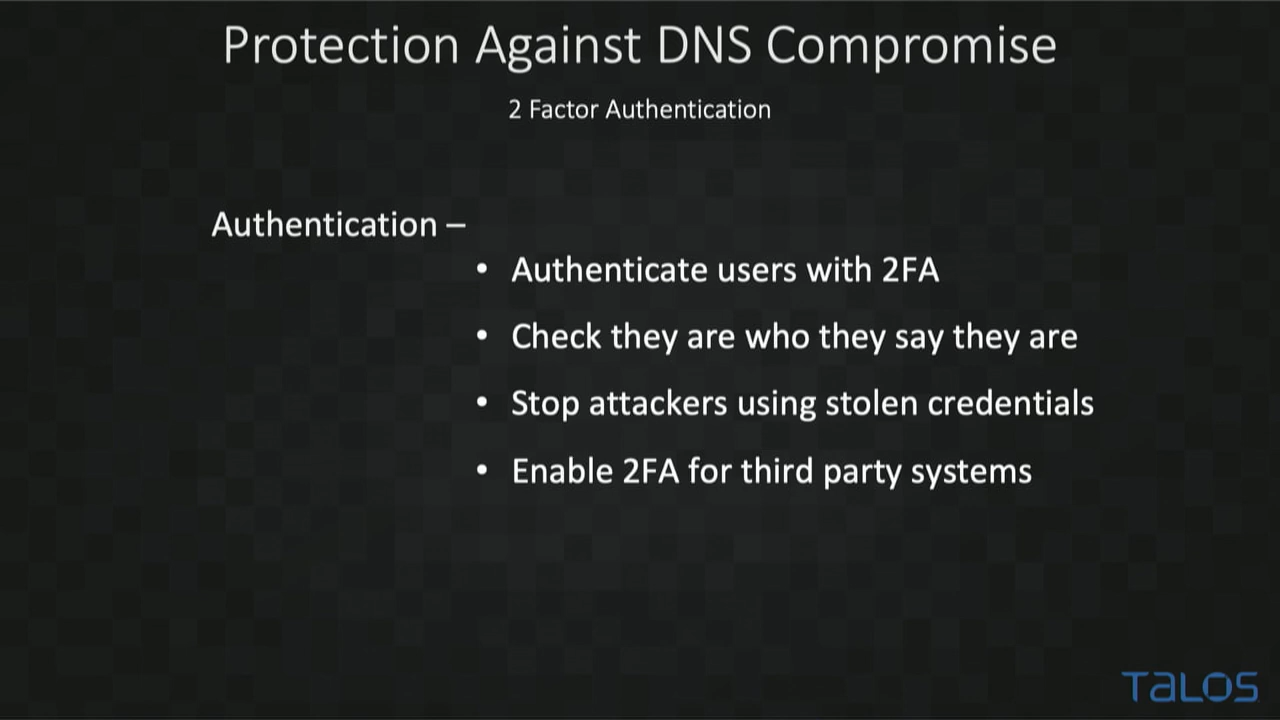 Protection Against DNS Compromise
2 Factor Authentication
Authentication –
• Authenticate users with 2FA
• Check they are who they say they are
• Stop attackers using stolen credentials
• Enable 2FA for third party systems
TALOS